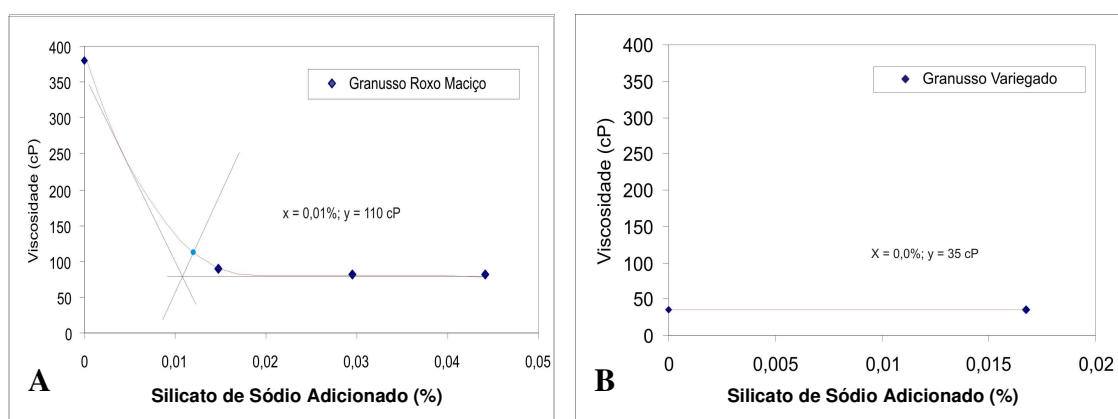 400
350
300
250
200
150
100
50
0
Viscosidade (cP)
Granusso Roxo Maciço
x = 0,01%; y = 110 cP
0 0,01 0,02 0,03 0,04 0,05
Silicato de Sódio Adicionado (%)
A
400
350
300
250
200
150
100
50
0
Viscosidade (cP)
Granusso Variegado
X = 0,0%; y = 35 cP
0 0,005 0,01 0,015 0,02
Silicato de Sódio Adicionado (%)
B